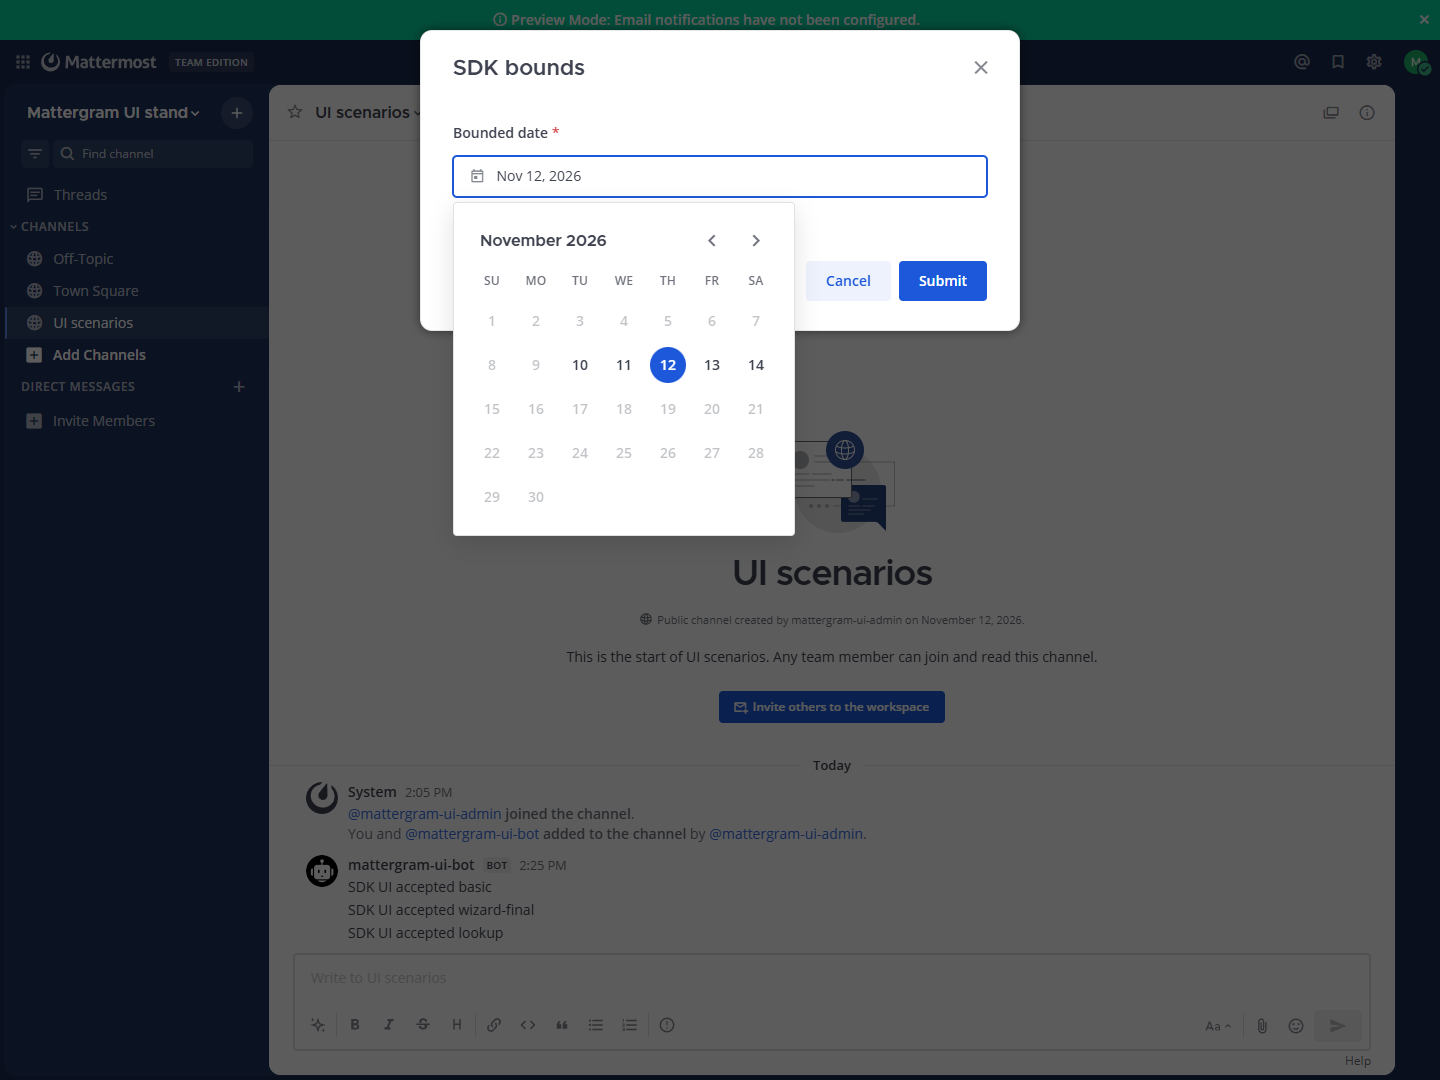 Preview Mode: Email notifications have not been configured.
Mattermost TEAM EDITION
M
SDK bounds
Mattergram UI stand
Find channel
Threads
CHANNELS
Off-Topic
Town Square
UI scenarios
Add Channels
DIRECT MESSAGES
Invite Members
UI scenarios
Bounded date *
Nov 12, 2026
November 2026
SU MO TU WE TH FR SA
1 2 3 4 5 6 7
8 9 10 11 12 13 14
15 16 17 18 19 20 21
22 23 24 25 26 27 28
29 30
Cancel Submit
UI scenarios
Public channel created by mattergram-ui-admin on November 12, 2026.
This is the start of UI scenarios. Any team member can join and read this channel.
Invite others to the workspace
Today
System 2:05 PM
@mattergram-ui-admin joined the channel.
You and @mattergram-ui-bot added to the channel by @mattergram-ui-admin.
mattergram-ui-bot BOT 2:25 PM
SDK UI accepted basic
SDK UI accepted wizard-final
SDK UI accepted lookup
Write to UI scenarios
B I S H Aa
Help